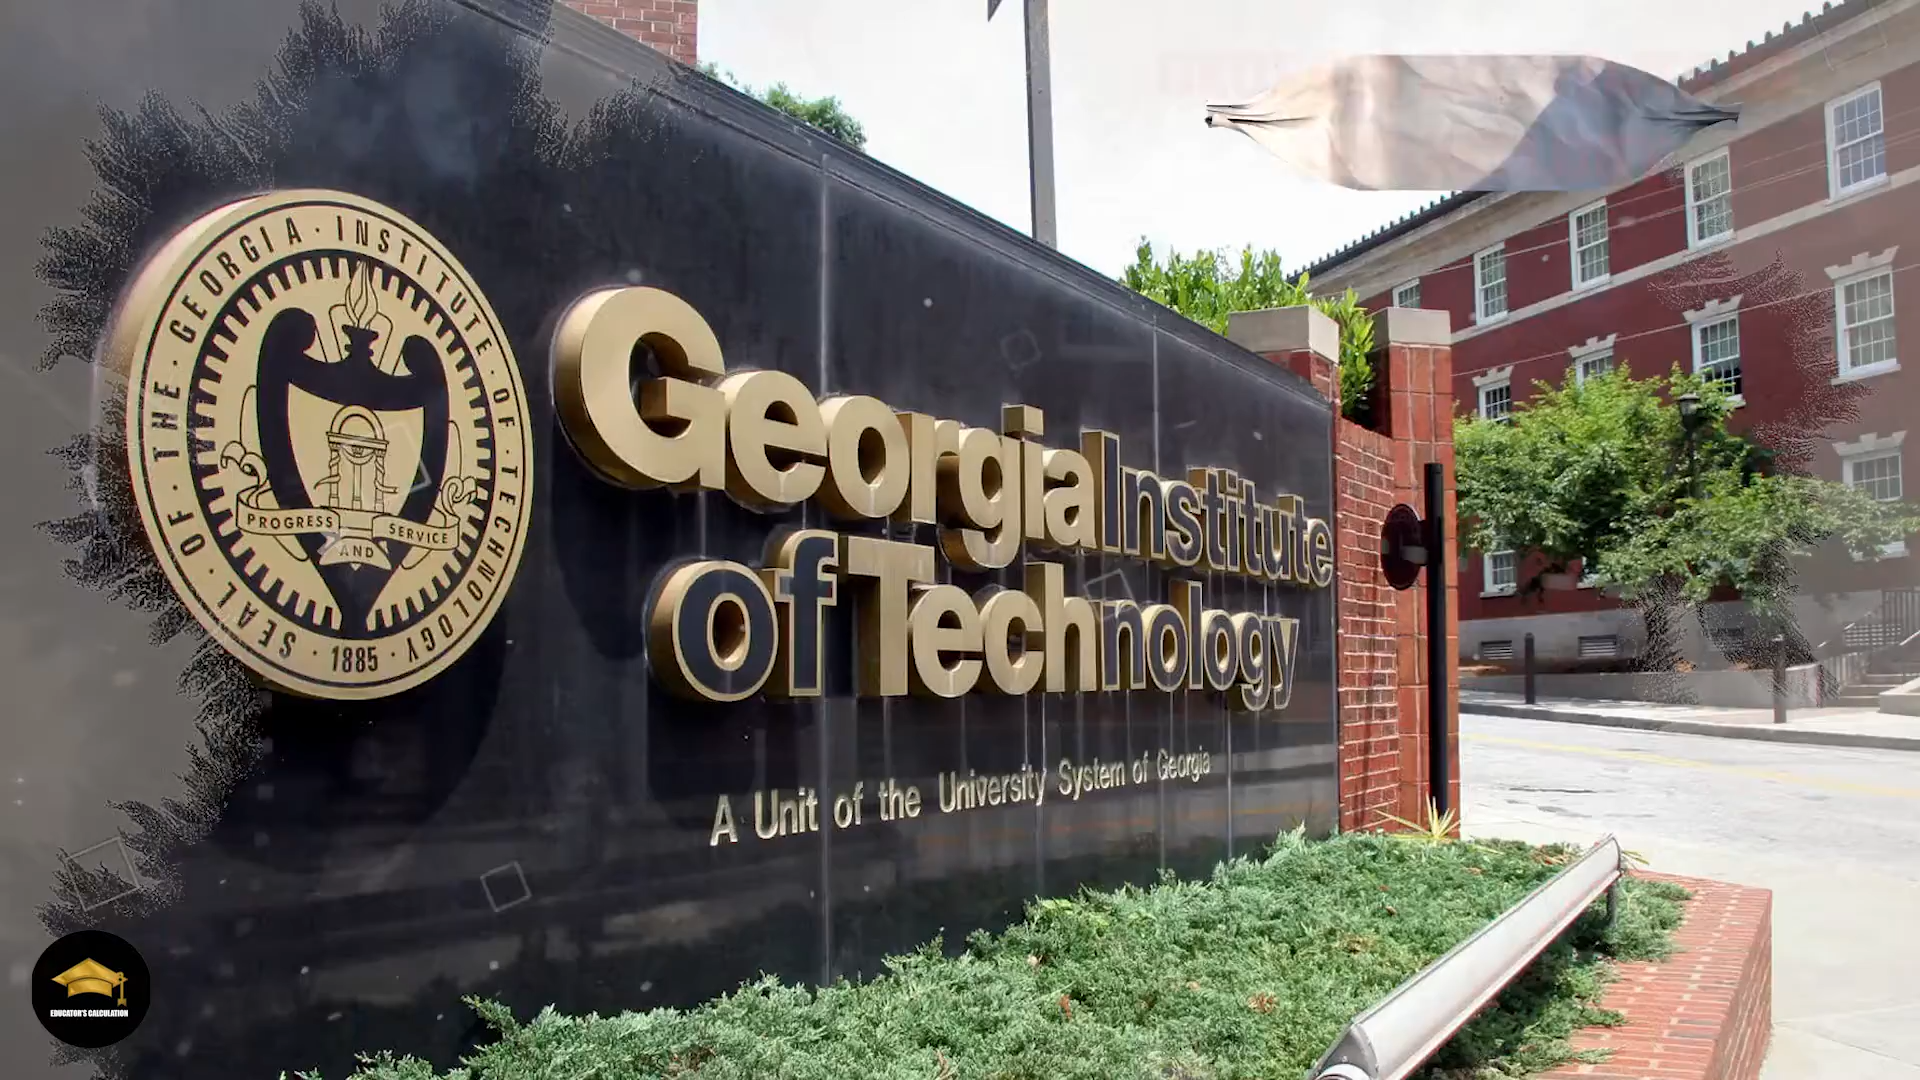 SEAL · OF · THE · GEORGIA · INSTITUTE · OF · TECHNOLOGY
PROGRESS
AND
SERVICE
· 1885 ·
Georgia Institute
of Technology
A Unit of the University System of Georgia
EDUCATOR'S CALCULATION